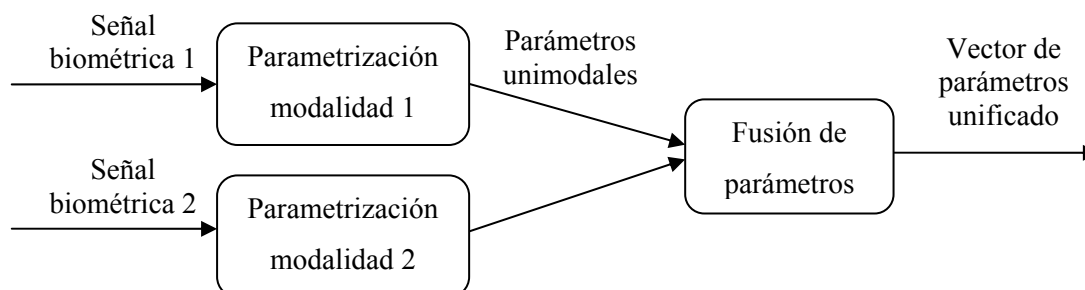 Señal
biométrica 1
Parametrización
modalidad 1
Parámetros
unimodales
Señal
biométrica 2
Parametrización
modalidad 2
Fusión de
parámetros
Vector de
parámetros
unificado